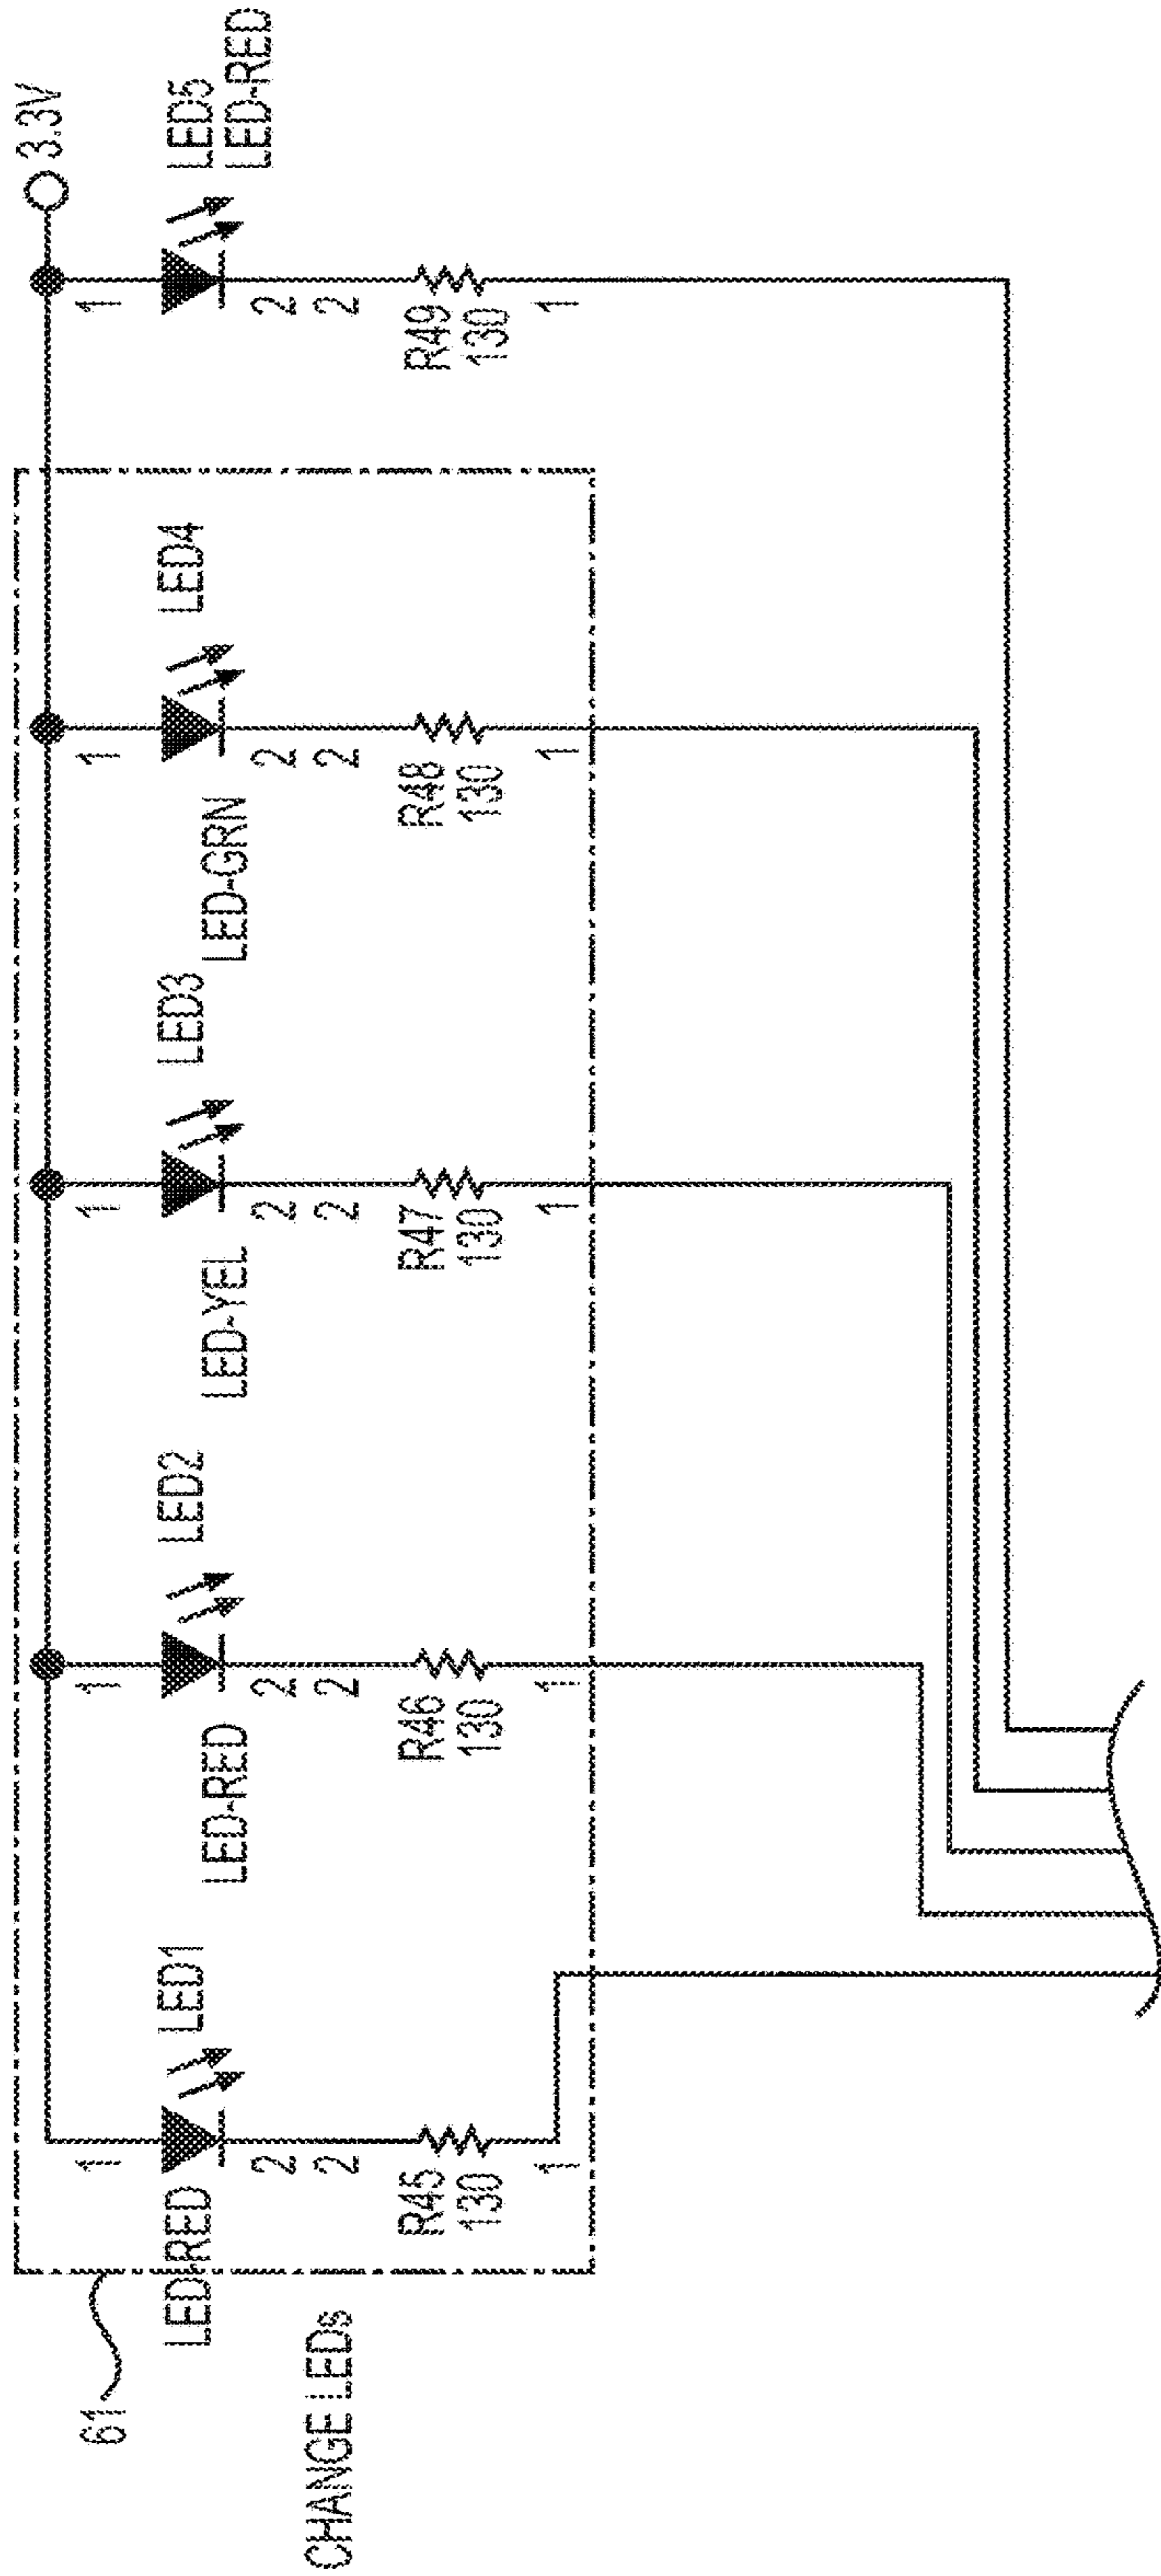 3.3V
61
1
1
1
1
1
LED-RED
LED1
LED2
LED3
LED4
LED5
LED-RED
LED-YEL
LED-GRN
LED-RED
2
2
2
2
2
CHANGE LEDs
2
2
2
2
2
R45
R46
R47
R48
R49
130
130
130
130
130
1
1
1
1
1